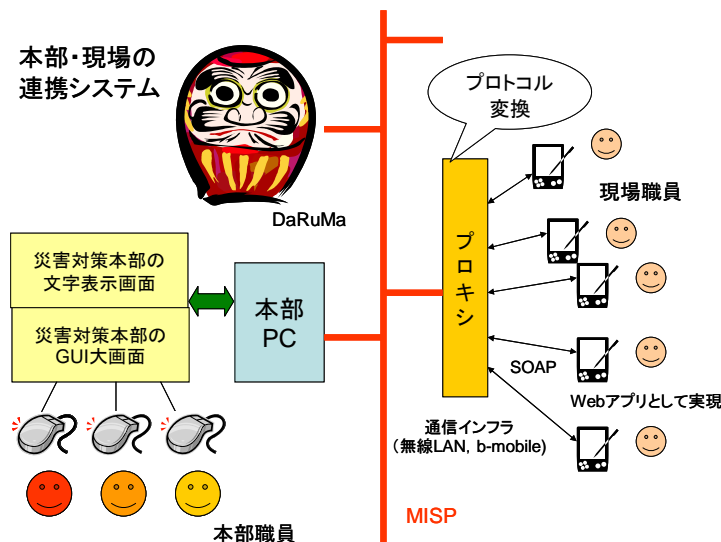 本部・現場の
連携システム
DaRuMa
災害対策本部の
文字表示画面
災害対策本部の
GUI大画面
本部
PC
本部職員
MISP
プロトコル
変換
プロキシ
現場職員
SOAP
Webアプリとして実現
通信インフラ
(無線LAN, b-mobile)